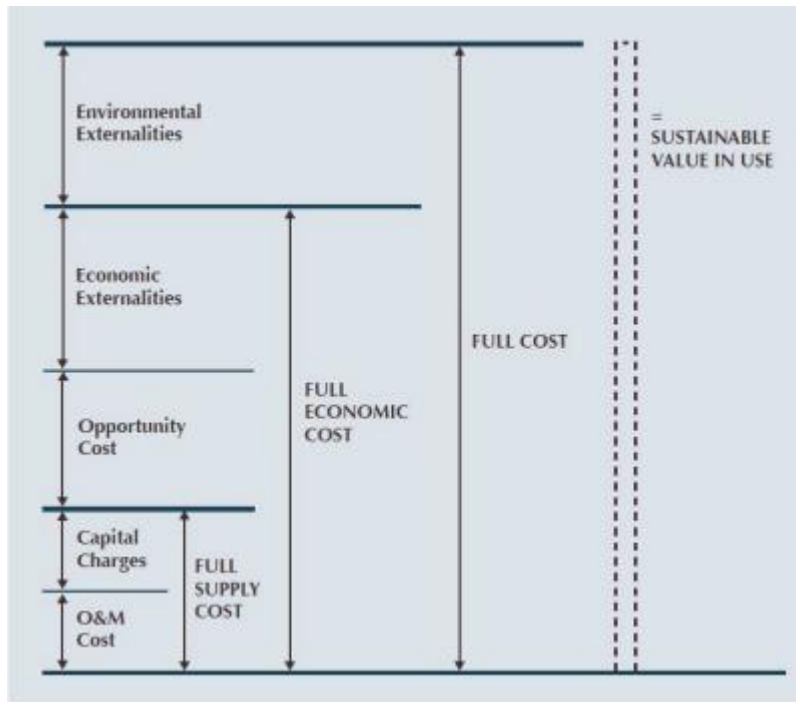 Environmental
Externalities
=
SUSTAINABLE
VALUE IN USE
Economic
Externalities
FULL COST
FULL
ECONOMIC
COST
Opportunity
Cost
Capital
Charges
FULL
SUPPLY
COST
O&M
Cost